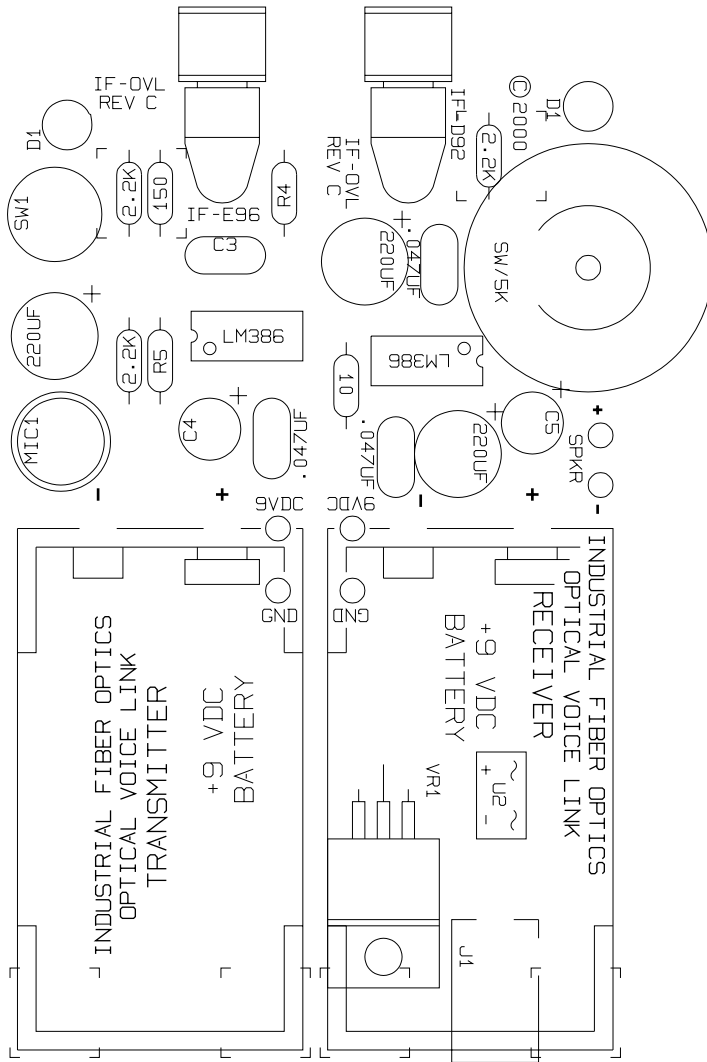 IF-OVL
REV C
D1
SW1
2.2K
150
R4
IF-E96
C3
220UF
+
LM386
2.2K
R5
MIC1
C4
+
.047UF
-
+
9VDC
GND
INDUSTRIAL FIBER OPTICS
OPTICAL VOICE LINK
TRANSMITTER
+9 VDC
BATTERY
IF-OVL
REV C
IFL-D92
© 2000
D1
2.2K
220UF
+
.047UF
SW/5K
LM386
10
.047UF
220UF
+
C5
+
+
SPKR
-
-
+
9VDC
GND
INDUSTRIAL FIBER OPTICS
OPTICAL VOICE LINK
RECEIVER
+9 VDC
BATTERY
VR1
~ ~
U2
+ -
J1